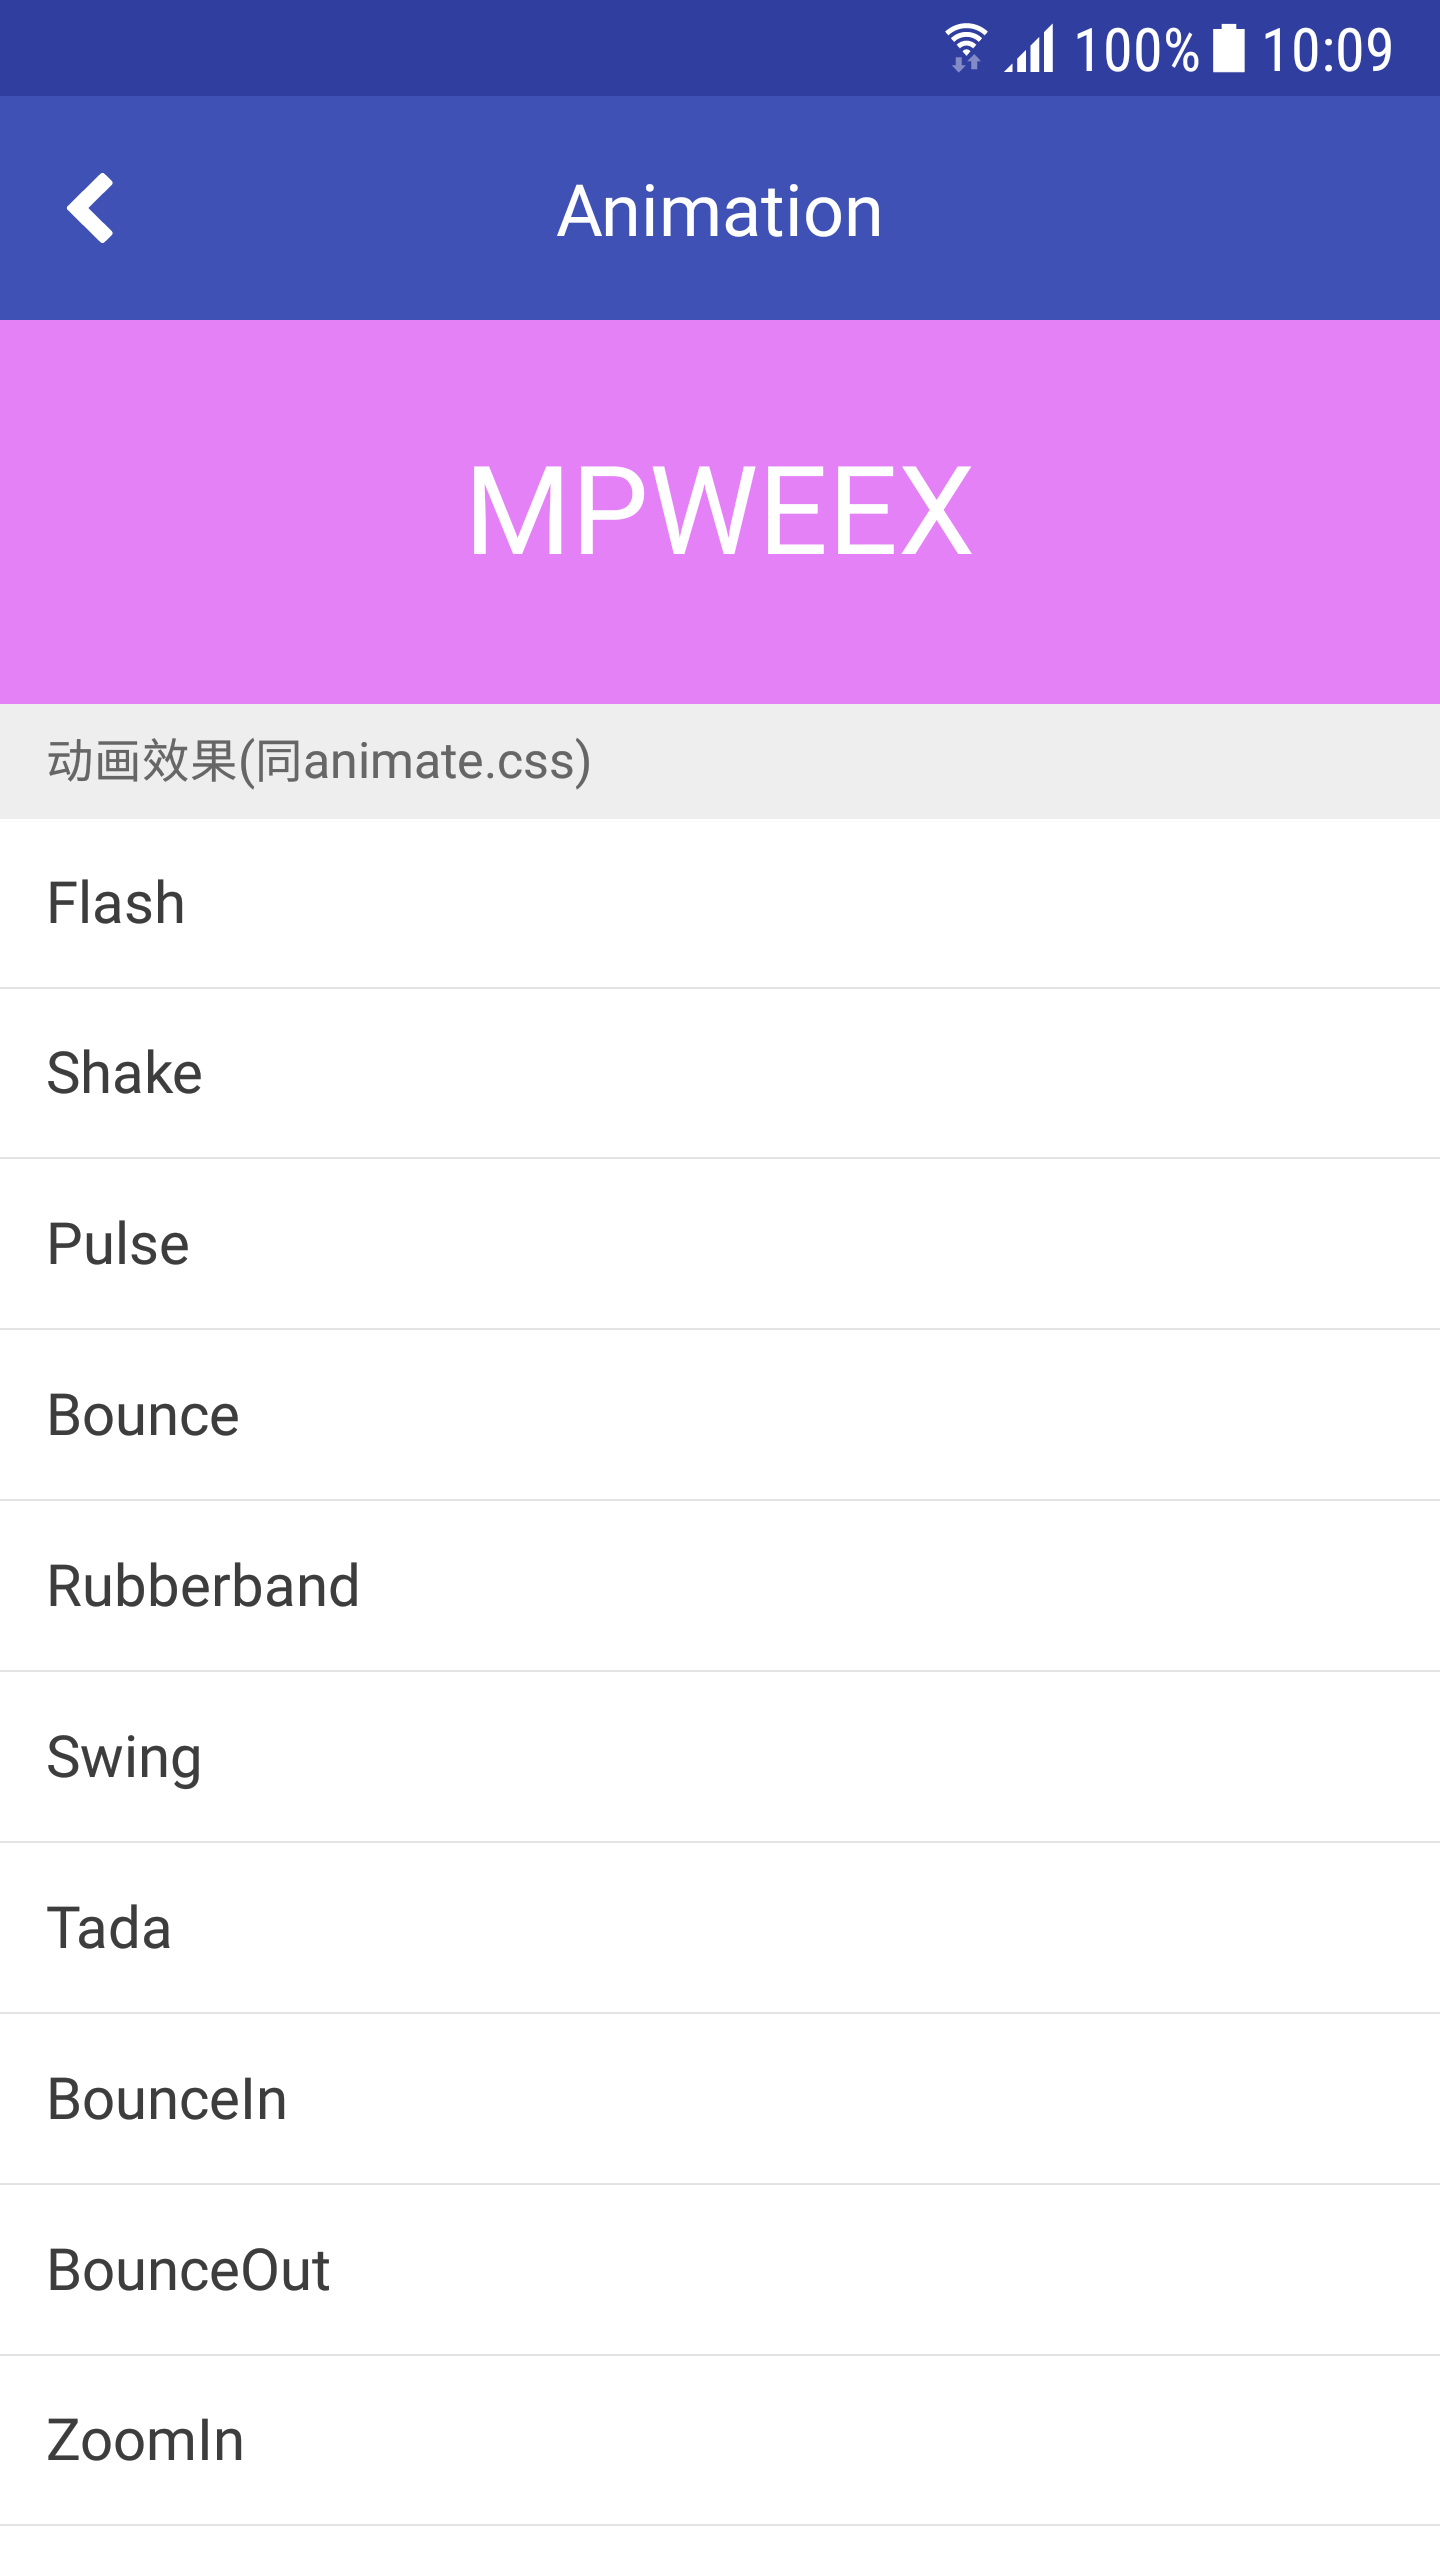 100% 10:09
Animation
MPWEEX
动画效果(同animate.css)
Flash
Shake
Pulse
Bounce
Rubberband
Swing
Tada
BounceIn
BounceOut
ZoomIn